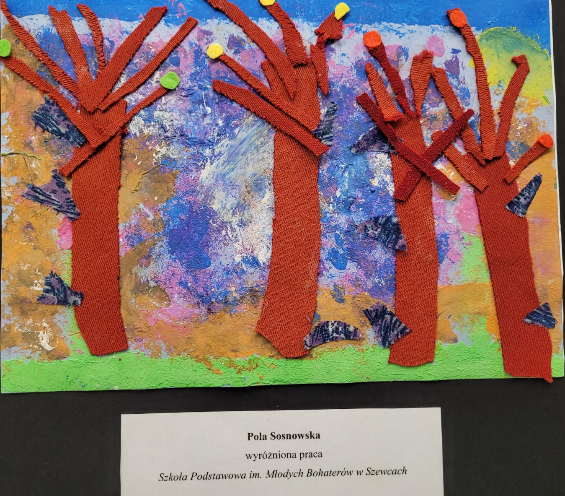 Pola Sosnowska
wyróżniona praca
Szkoła Podstawowa im. Młodych Bohaterów w Szewcach